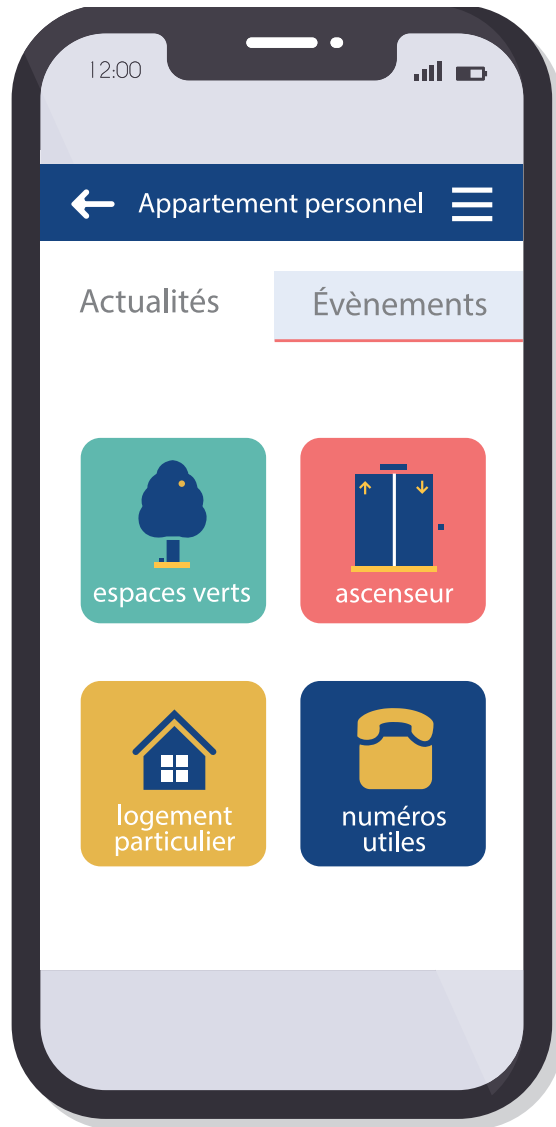 12:00
Appartement personnel
Actualités
Évènements
espaces verts
ascenseur
logement
particulier
numéros
utiles